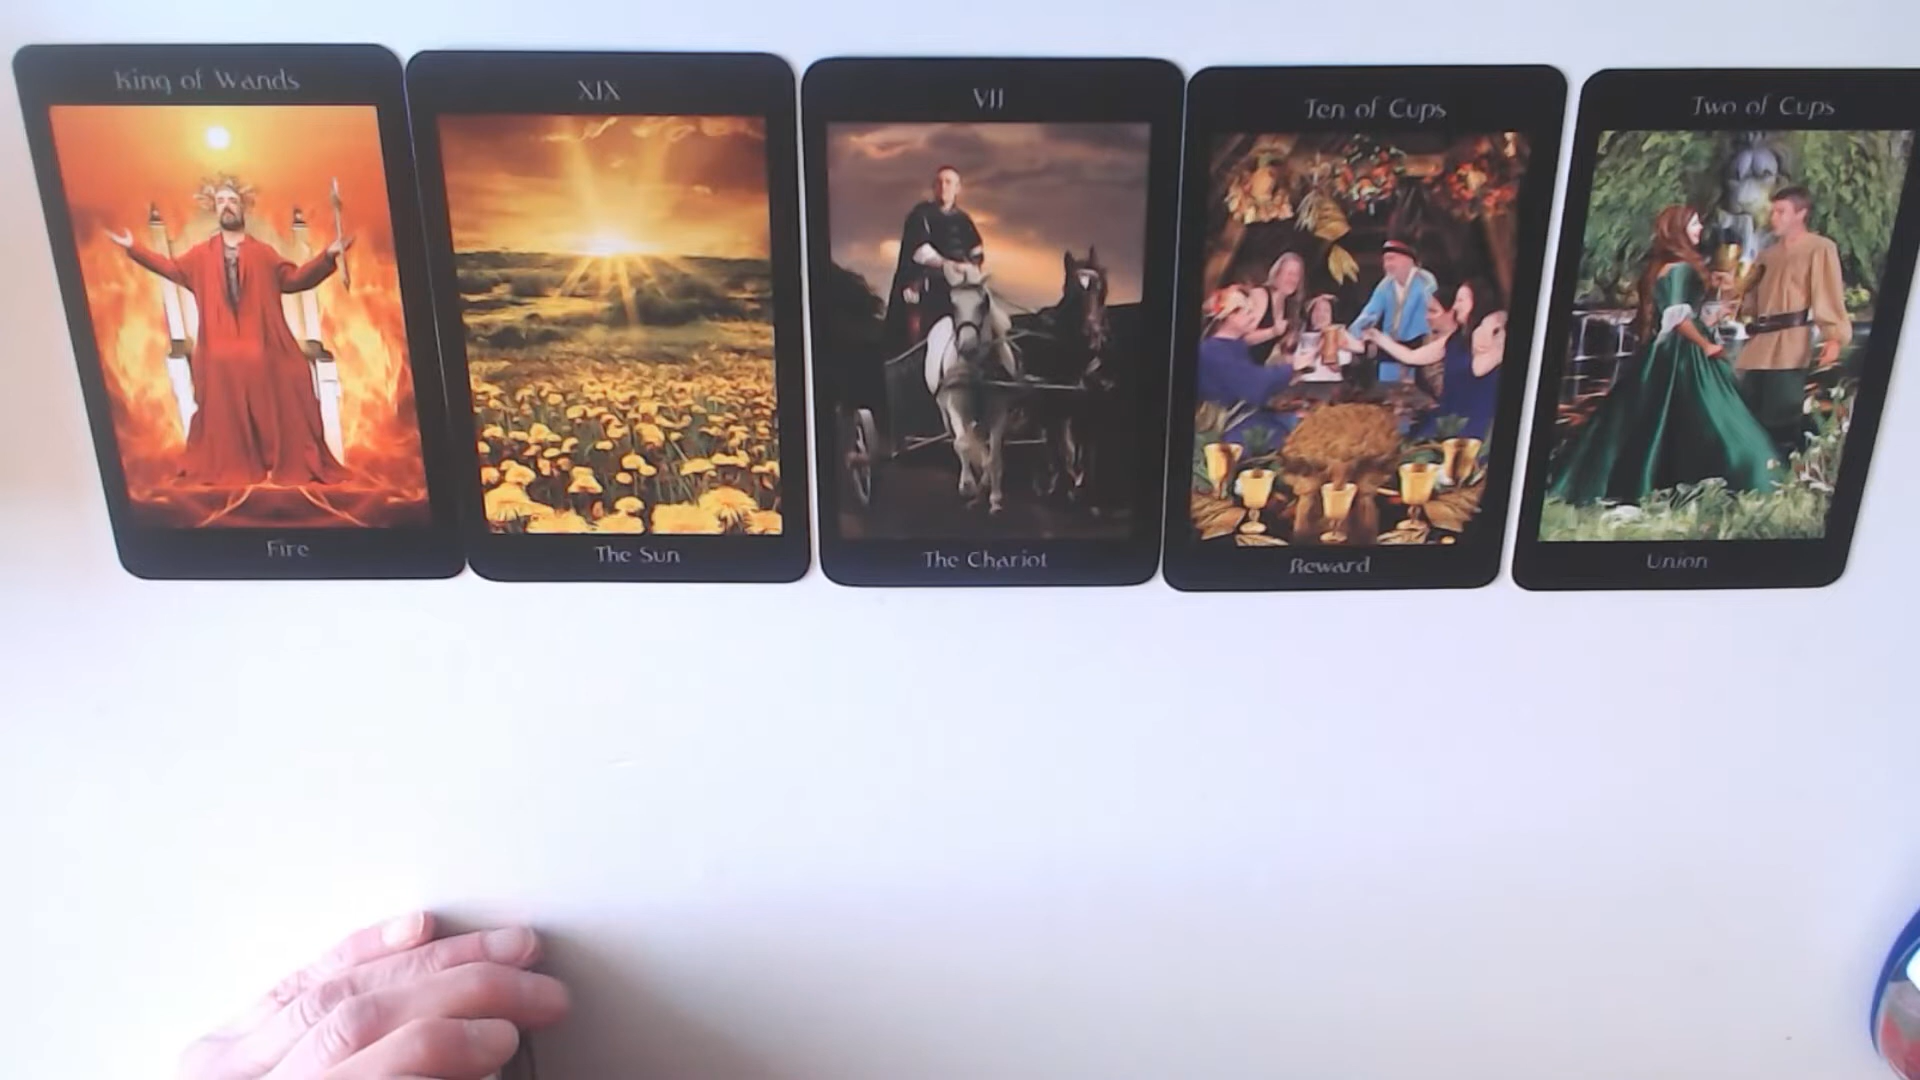 King of Wands
Fire
XIX
The Sun
VII
The Chariot
Ten of Cups
Reward
Two of Cups
Union